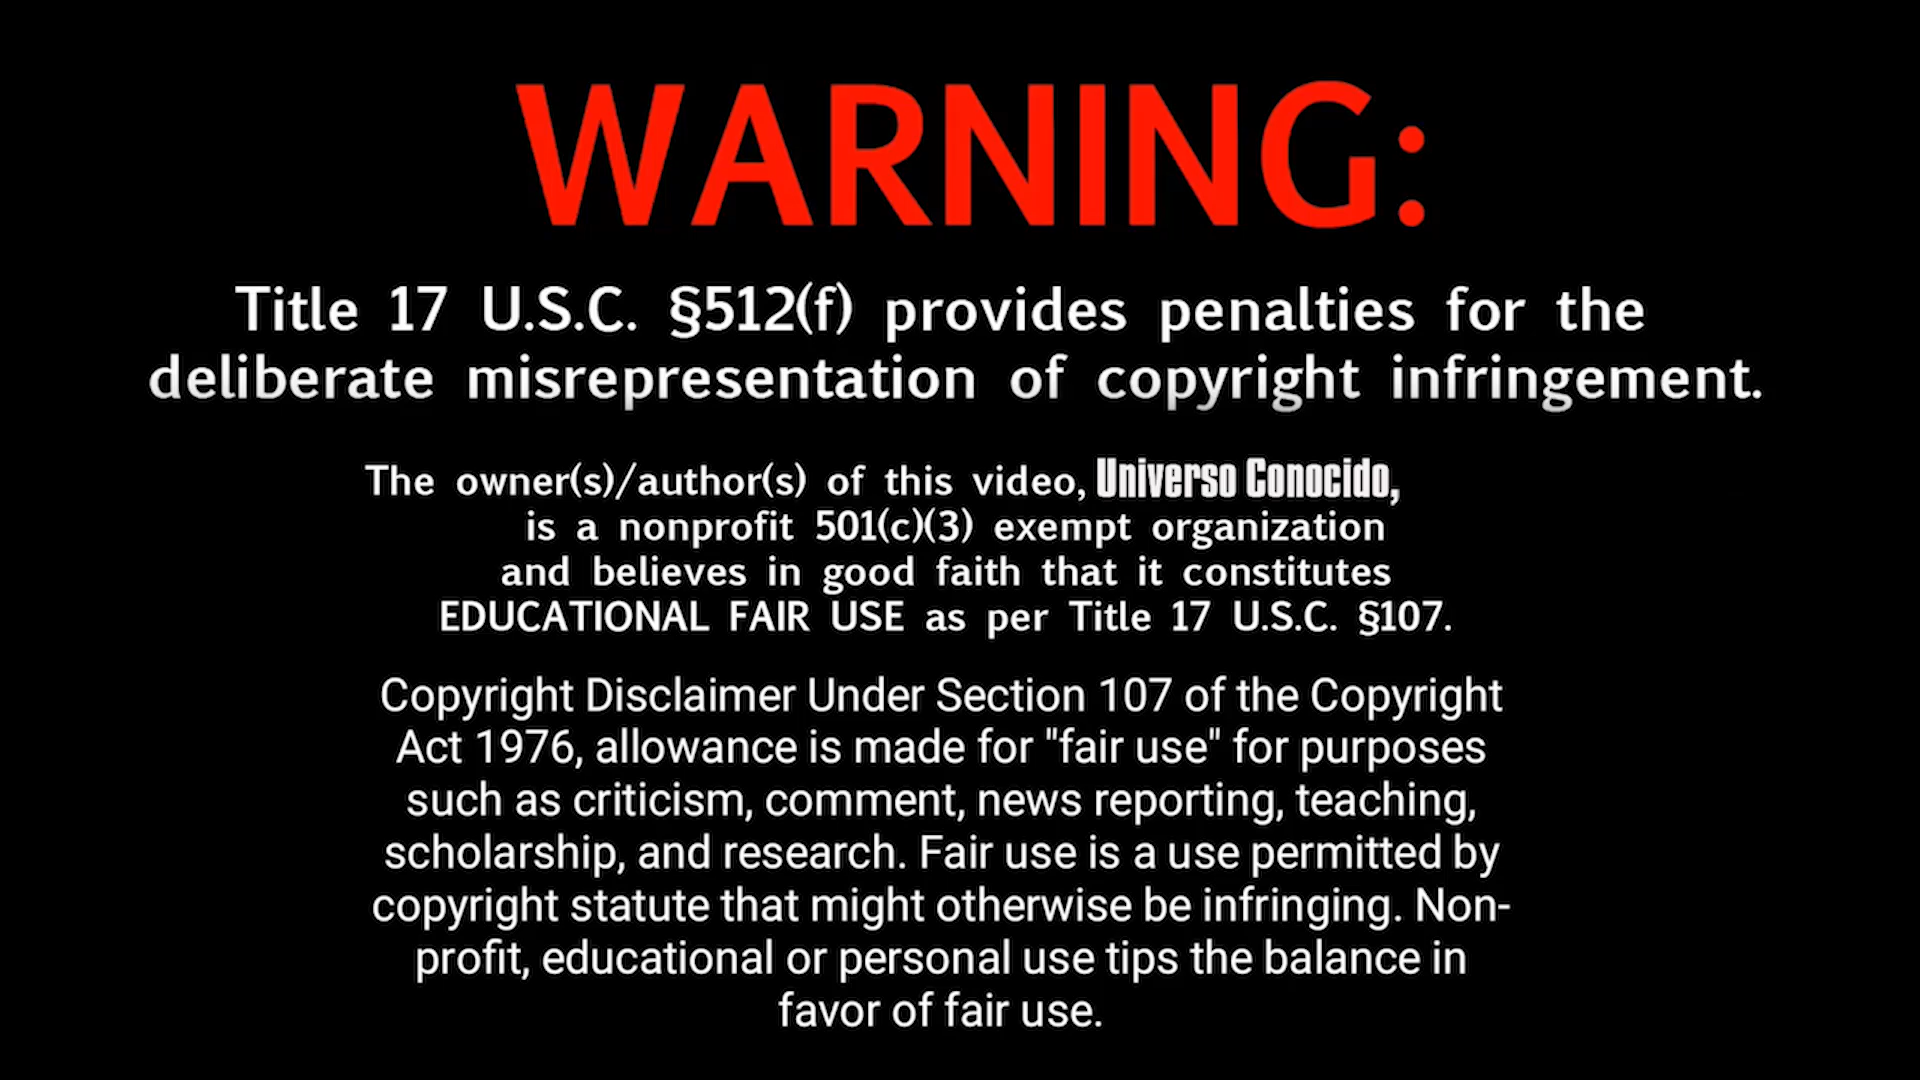 WARNING:
Title 17 U.S.C. §512(f) provides penalties for the
deliberate misrepresentation of copyright infringement.
The owner(s)/author(s) of this video, Universo Conocido,
is a nonprofit 501(c)(3) exempt organization
and believes in good faith that it constitutes
EDUCATIONAL FAIR USE as per Title 17 U.S.C. §107.
Copyright Disclaimer Under Section 107 of the Copyright
Act 1976, allowance is made for "fair use" for purposes
such as criticism, comment, news reporting, teaching,
scholarship, and research. Fair use is a use permitted by
copyright statute that might otherwise be infringing. Non-
profit, educational or personal use tips the balance in
favor of fair use.